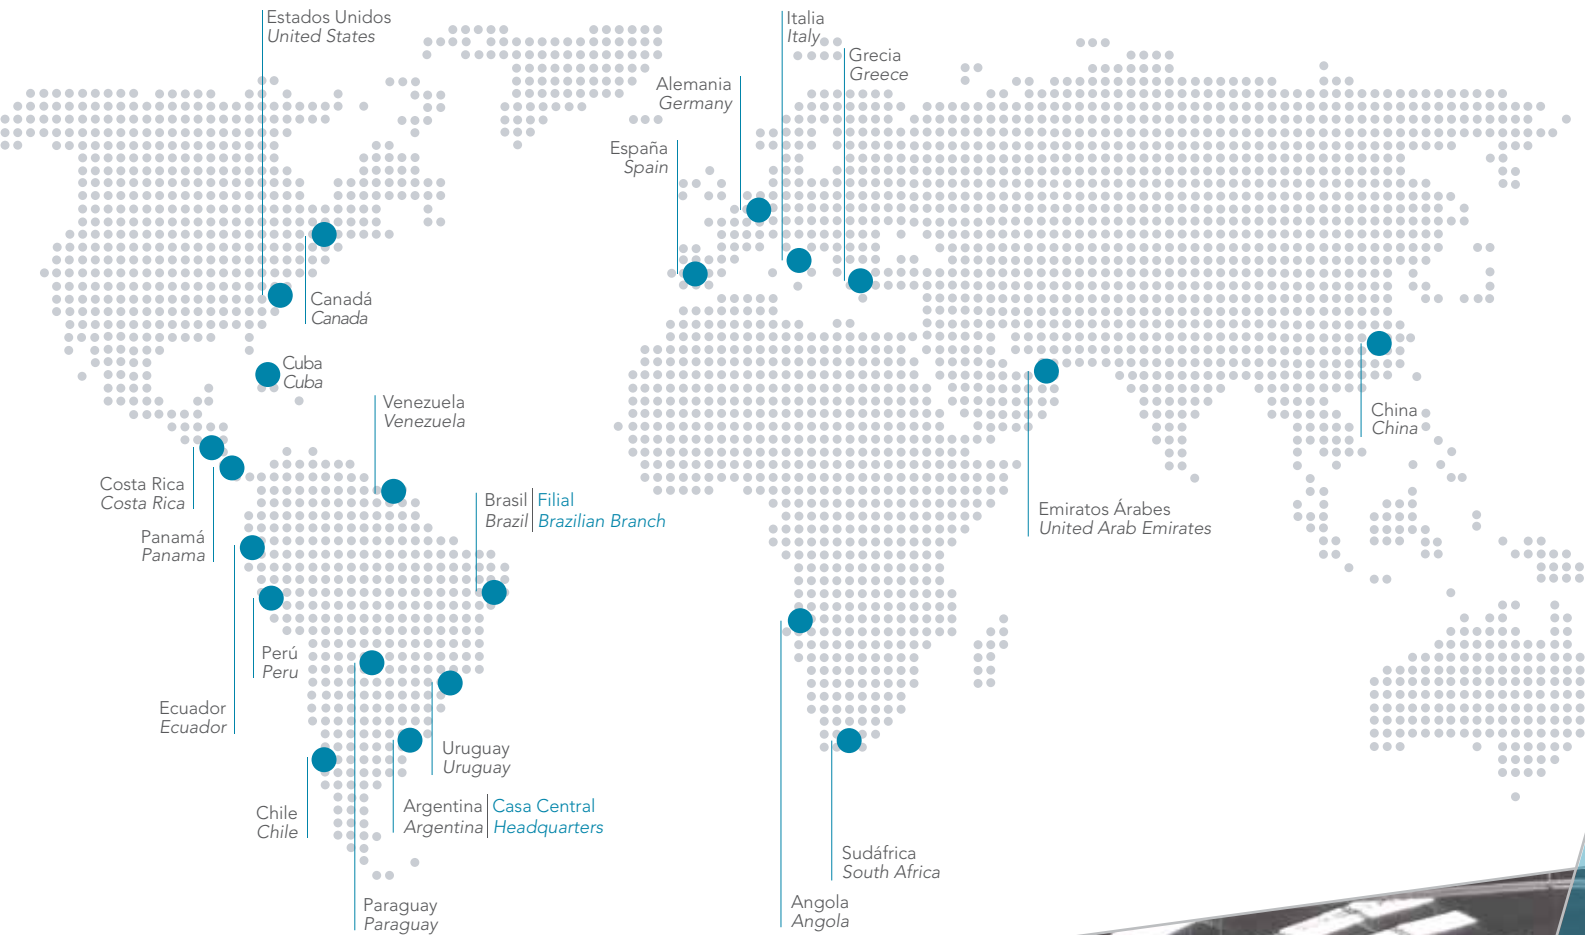 Estados Unidos
United States
Italia
Italy
Grecia
Greece
Alemania
Germany
España
Spain
Canadá
Canada
Cuba
Cuba
Venezuela
Venezuela
China
China
Costa Rica
Costa Rica
Brasil Filial
Brazil Brazilian Branch
Emiratos Árabes
United Arab Emirates
Panamá
Panama
Perú
Peru
Ecuador
Ecuador
Uruguay
Uruguay
Chile
Chile
Argentina Casa Central
Argentina Headquarters
Sudáfrica
South Africa
Angola
Angola
Paraguay
Paraguay